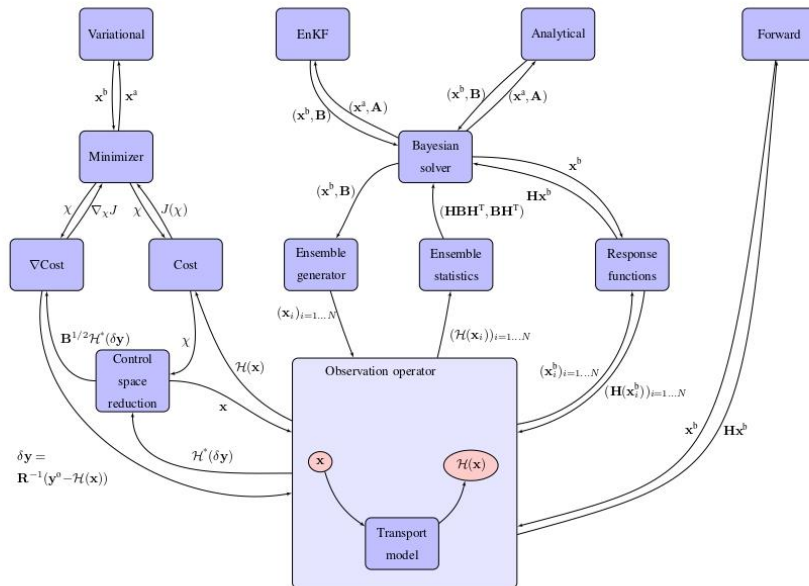 Variational
EnKF
Analytical
Forward
x^b
x^a
(x^b, B)
(x^a, A)
(x^b, B)
(x^a, A)
Minimizer
Bayesian
solver
χ
∇_χ J
χ
J(χ)
(x^b, B)
(HBH^T, BH^T)
x^b
Hx^b
∇Cost
Cost
Ensemble
generator
Ensemble
statistics
Response
functions
(x_i)_{i=1...N}
(ℋ(x_i))_{i=1...N}
B^{1/2}ℋ^*(δy)
χ
ℋ(x)
Control
space
reduction
x
Observation operator
(x_i^b)_{i=1...N}
(H(x_i^b))_{i=1...N}
x^b
Hx^b
δy =
R^{-1}(y^o−ℋ(x))
ℋ^*(δy)
x
ℋ(x)
Transport
model